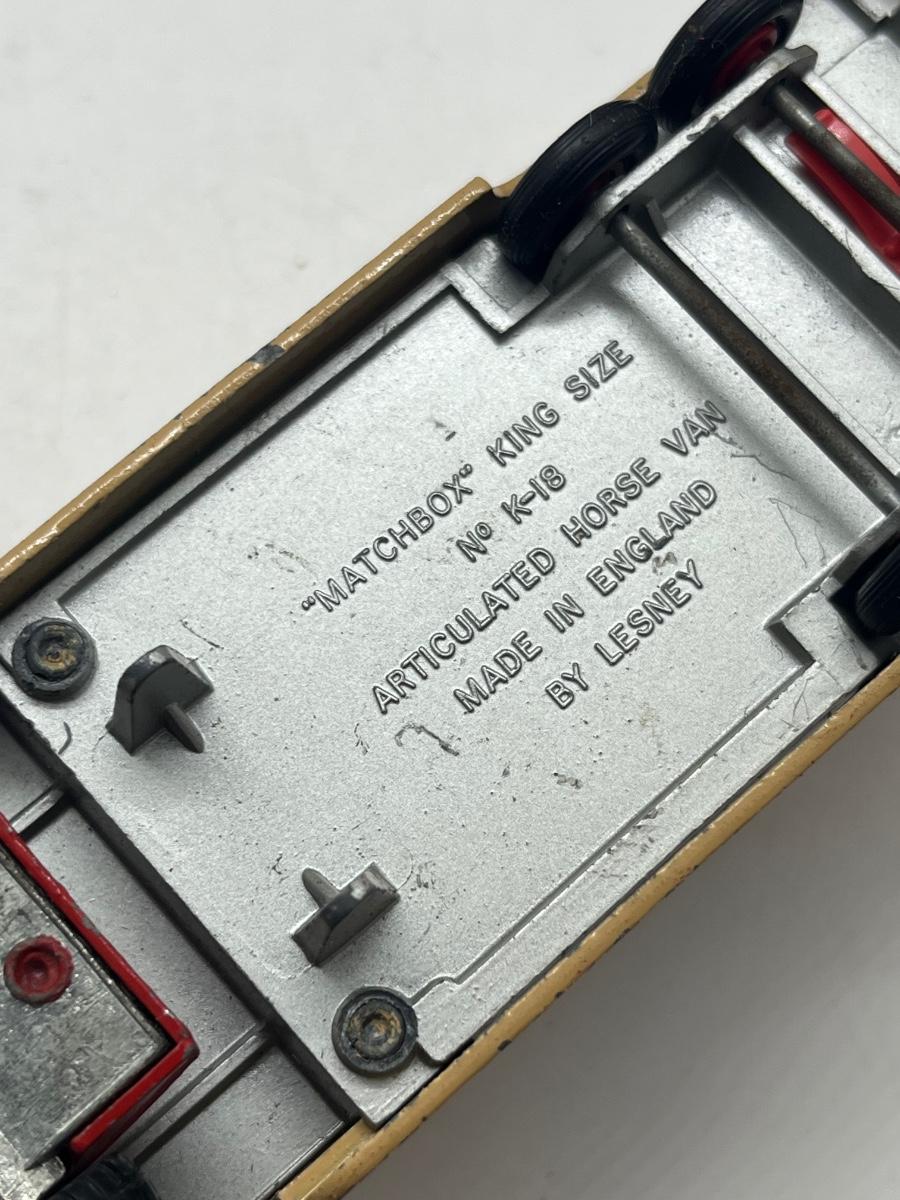 “MATCHBOX” KING SIZE
No K-18
ARTICULATED HORSE VAN
MADE IN ENGLAND
BY LESNEY